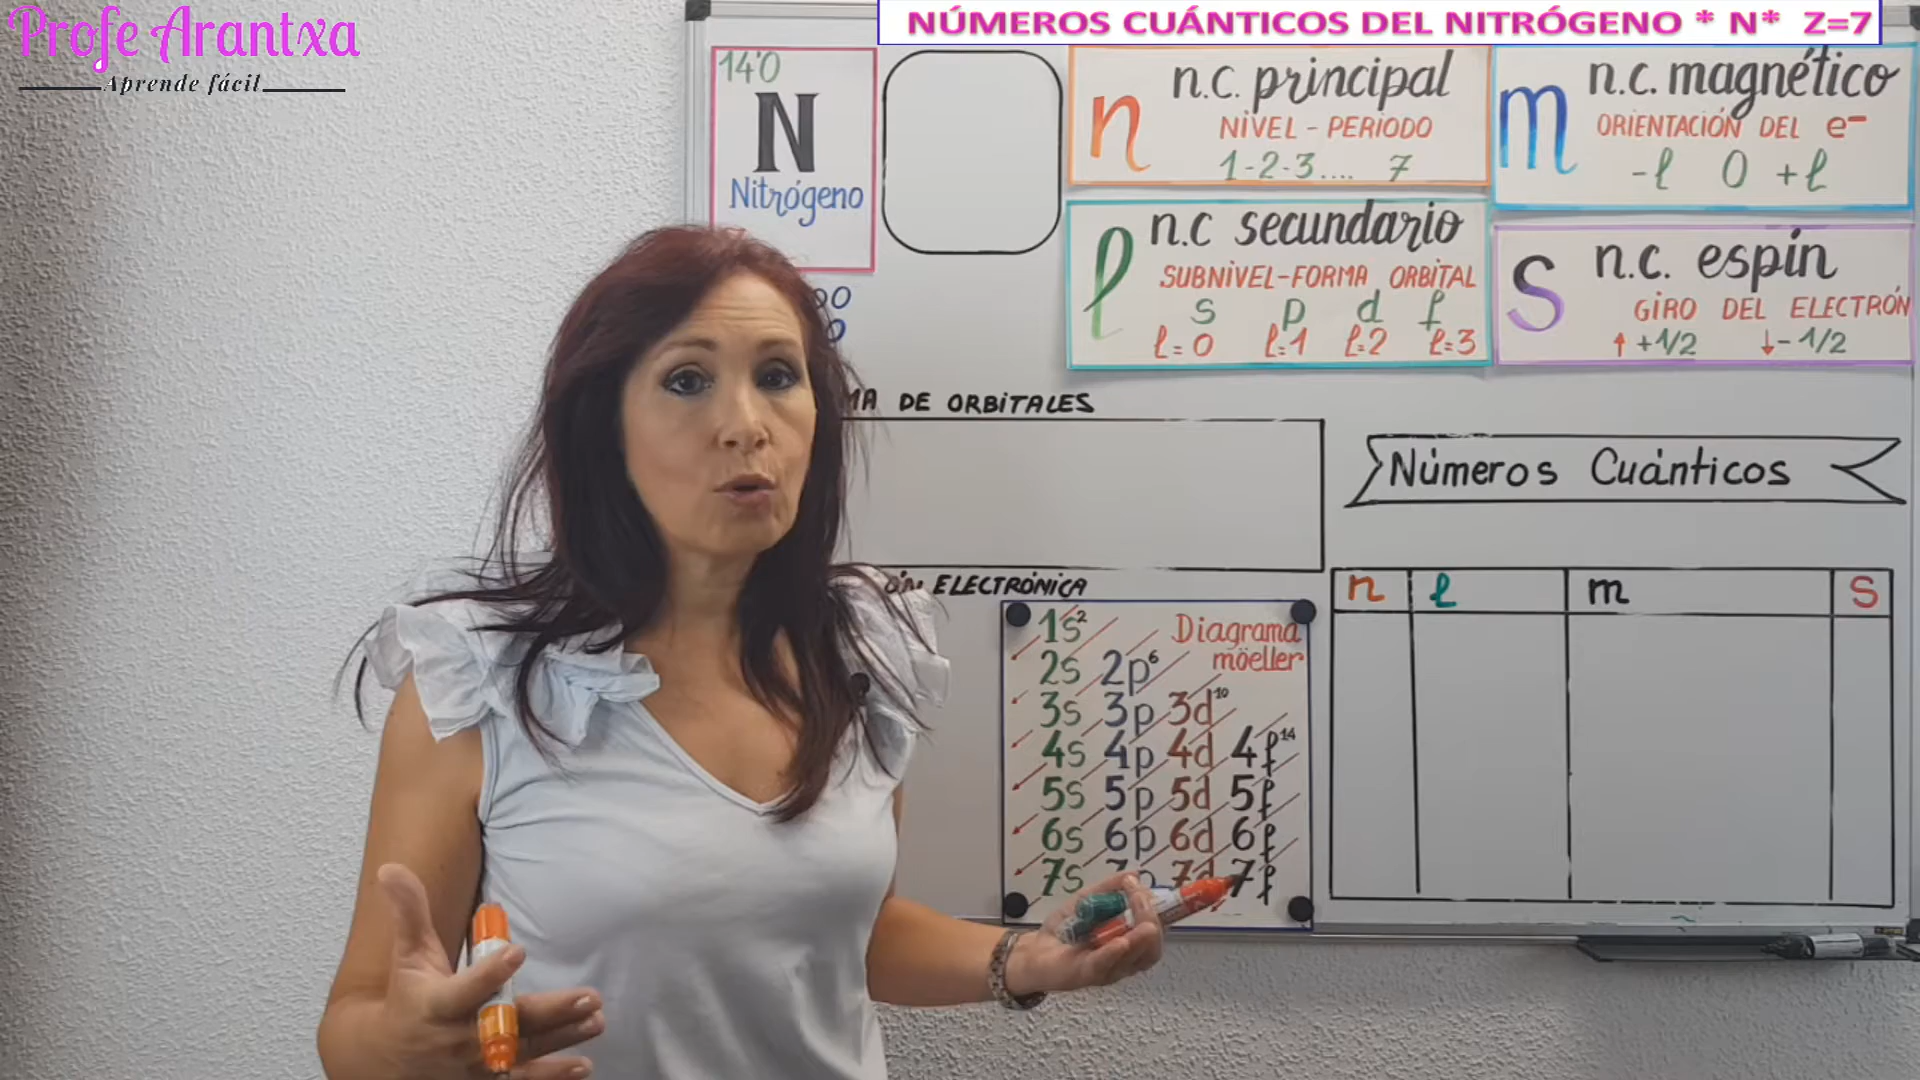 Profe Arantxa
Aprende fácil
NÚMEROS CUÁNTICOS DEL NITRÓGENO * N* Z=7
14'0
N
Nitrógeno
n
n.c. principal
NIVEL - PERIODO
1-2-3.... 7
m
n.c. magnético
ORIENTACIÓN DEL e-
-l 0 +l
l
n.c secundario
SUBNIVEL-FORMA ORBITAL
s p d f
l=0 l=1 l=2 l=3
S
n.c. espín
GIRO DEL ELECTRÓN
↑ +1/2 ↓ -1/2
DE ORBITALES
Números Cuánticos
ELECTRÓNICA
n l m S
Diagrama
möeller
1s²
2s 2p⁶
3s 3p 3d¹⁰
4s 4p 4d 4f¹⁴
5s 5p 5d 5f
6s 6p 6d 6f
7s 7p 7d 7f